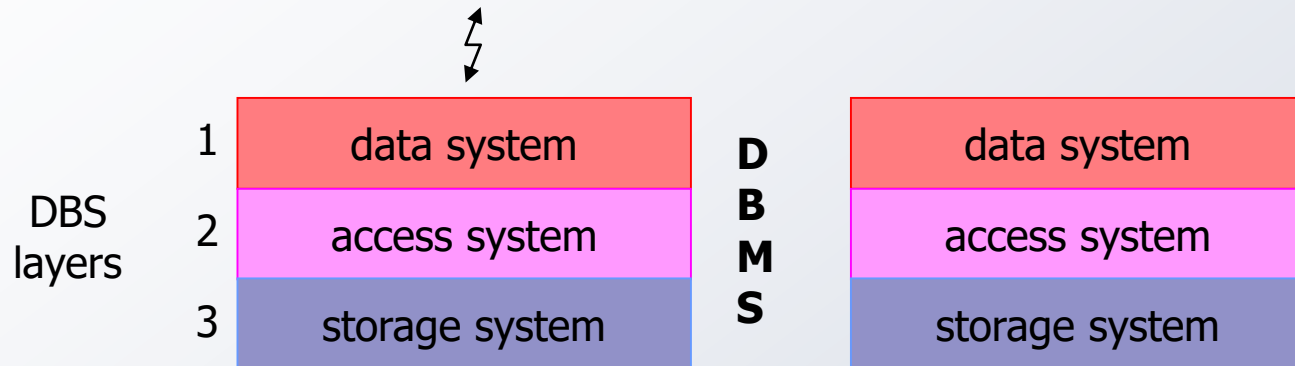 1
data system
D
data system
DBS
layers
2
access system
B
M
access system
3
storage system
S
storage system